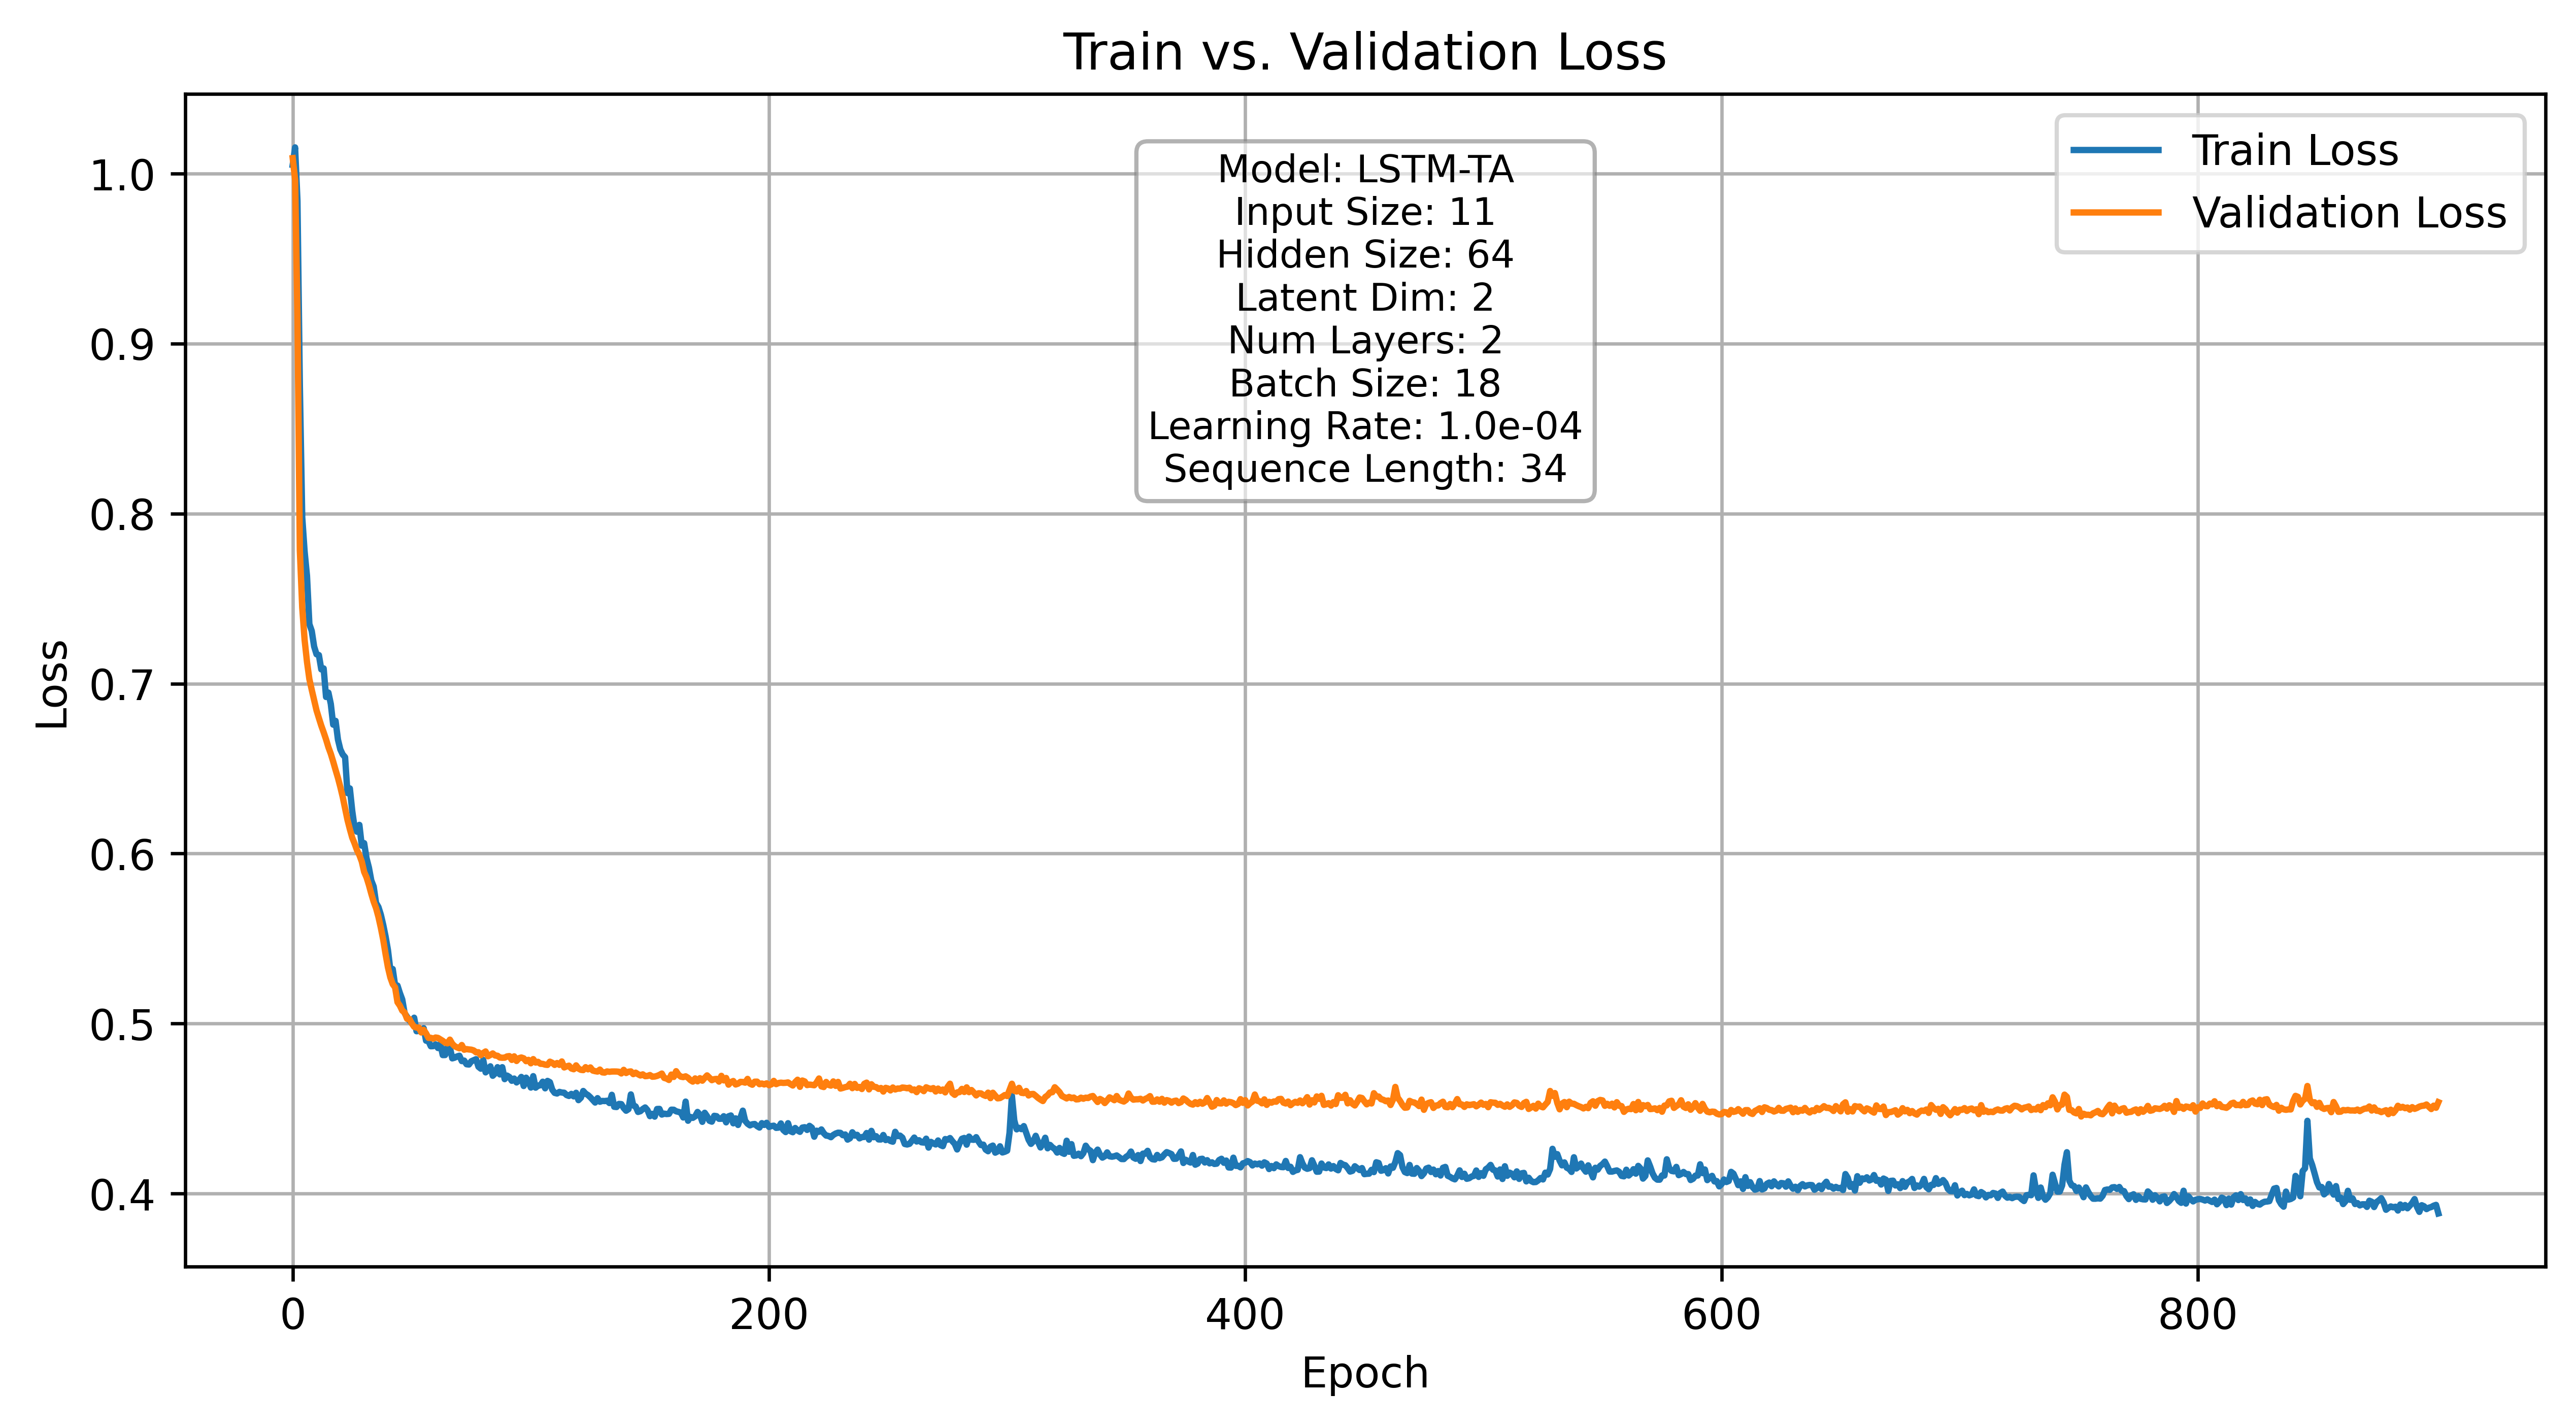 Train vs. Validation Loss
Train Loss
Validation Loss
Model: LSTM-TA
Input Size: 11
Hidden Size: 64
Latent Dim: 2
Num Layers: 2
Batch Size: 18
Learning Rate: 1.0e-04
Sequence Length: 34
Loss
1.0
0.9
0.8
0.7
0.6
0.5
0.4
0 200 400 600 800
Epoch